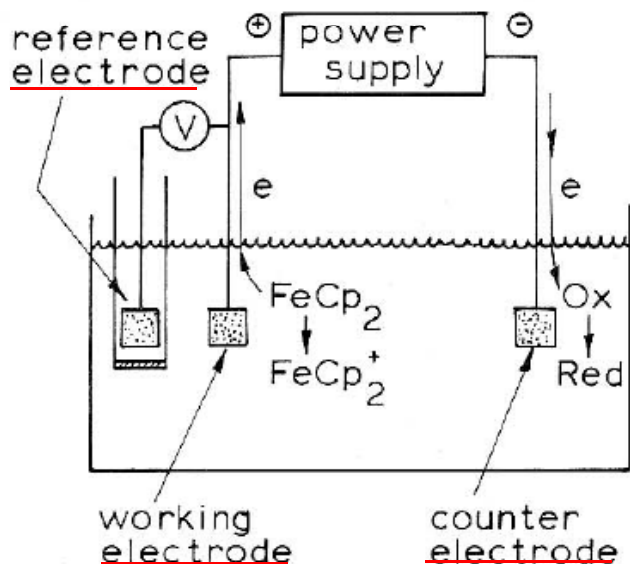 reference
electrode
⊕
power
supply
⊖
V
e
e
FeCp₂
FeCp₂⁺
Ox
Red
working
electrode
counter
electrode